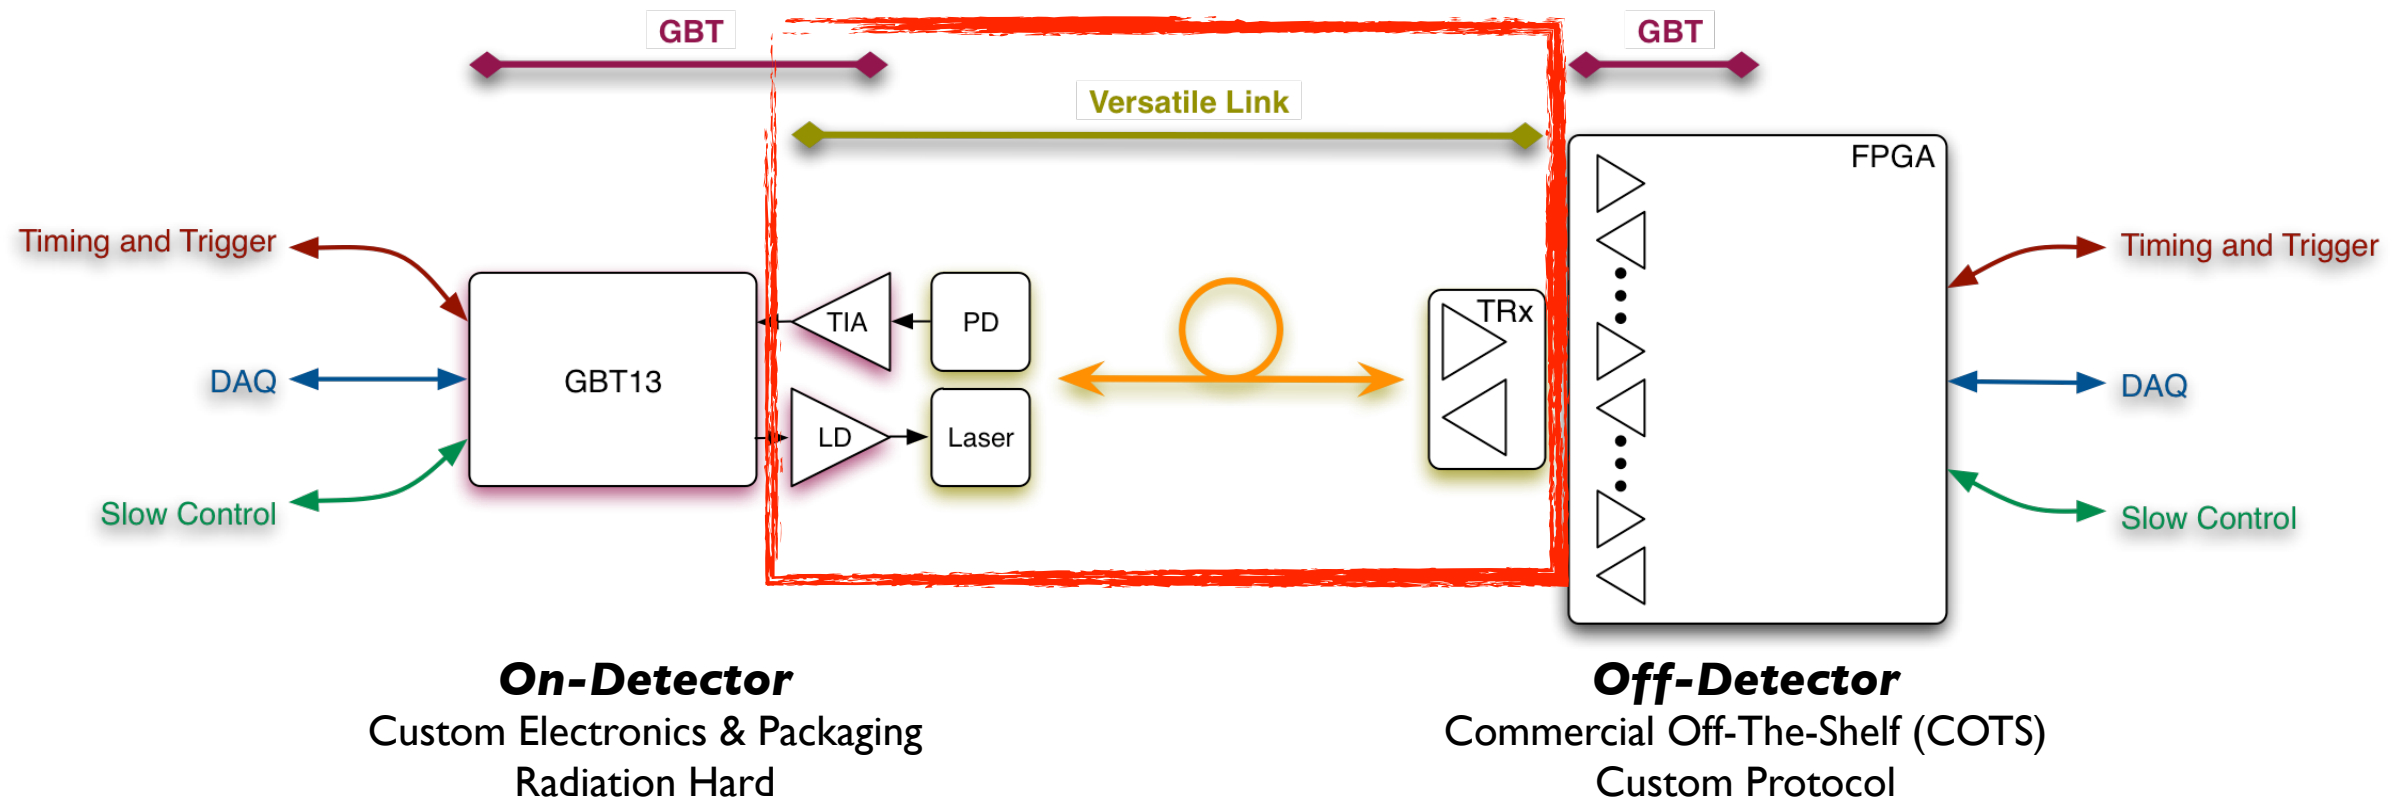 GBT
GBT
Versatile Link
FPGA
Timing and Trigger
Timing and Trigger
TIA
PD
TRx
DAQ
GBT13
DAQ
LD
Laser
Slow Control
Slow Control
On-Detector
Custom Electronics & Packaging
Radiation Hard
Off-Detector
Commercial Off-The-Shelf (COTS)
Custom Protocol